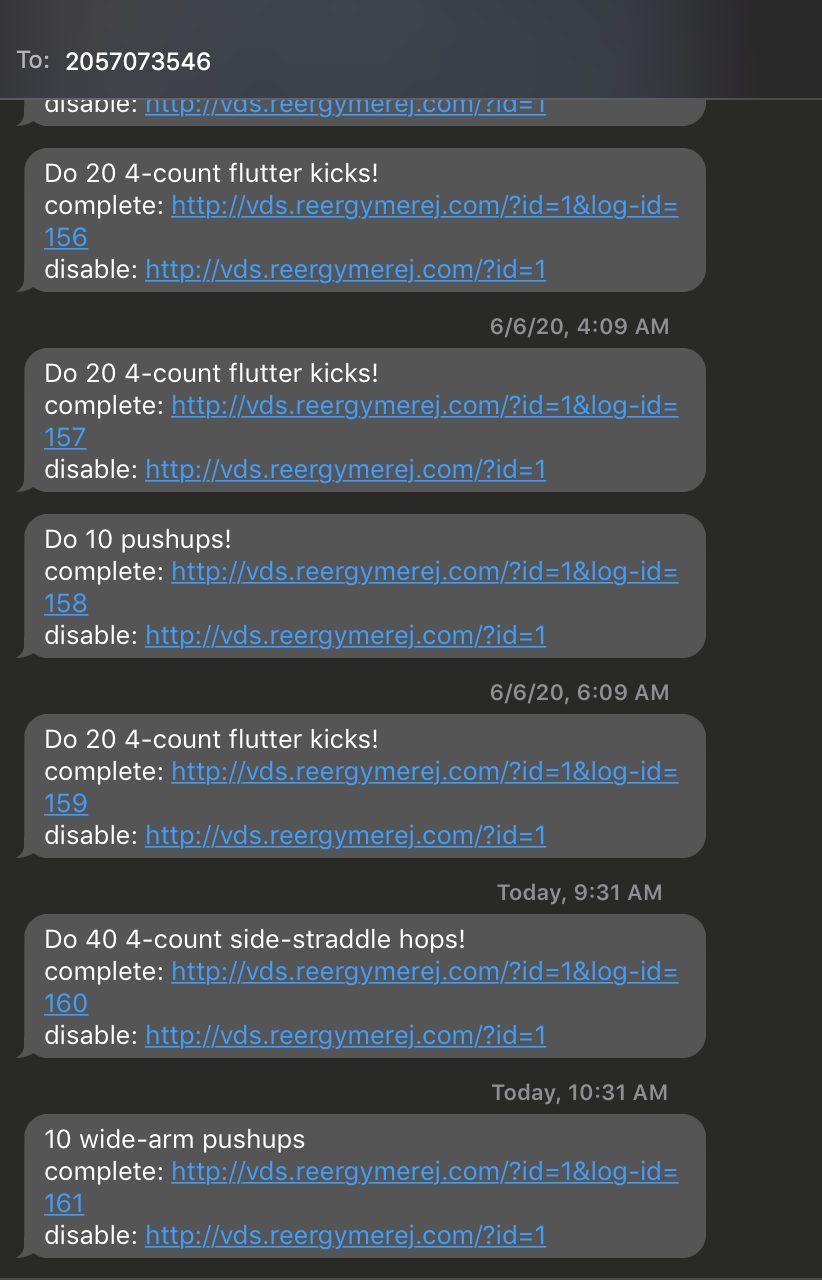 To: 2057073546
disable: http://vds.reergymerej.com/?id=1
Do 20 4-count flutter kicks!
complete: http://vds.reergymerej.com/?id=1&log-id=
156
disable: http://vds.reergymerej.com/?id=1
6/6/20, 4:09 AM
Do 20 4-count flutter kicks!
complete: http://vds.reergymerej.com/?id=1&log-id=
157
disable: http://vds.reergymerej.com/?id=1
Do 10 pushups!
complete: http://vds.reergymerej.com/?id=1&log-id=
158
disable: http://vds.reergymerej.com/?id=1
6/6/20, 6:09 AM
Do 20 4-count flutter kicks!
complete: http://vds.reergymerej.com/?id=1&log-id=
159
disable: http://vds.reergymerej.com/?id=1
Today, 9:31 AM
Do 40 4-count side-straddle hops!
complete: http://vds.reergymerej.com/?id=1&log-id=
160
disable: http://vds.reergymerej.com/?id=1
Today, 10:31 AM
10 wide-arm pushups
complete: http://vds.reergymerej.com/?id=1&log-id=
161
disable: http://vds.reergymerej.com/?id=1